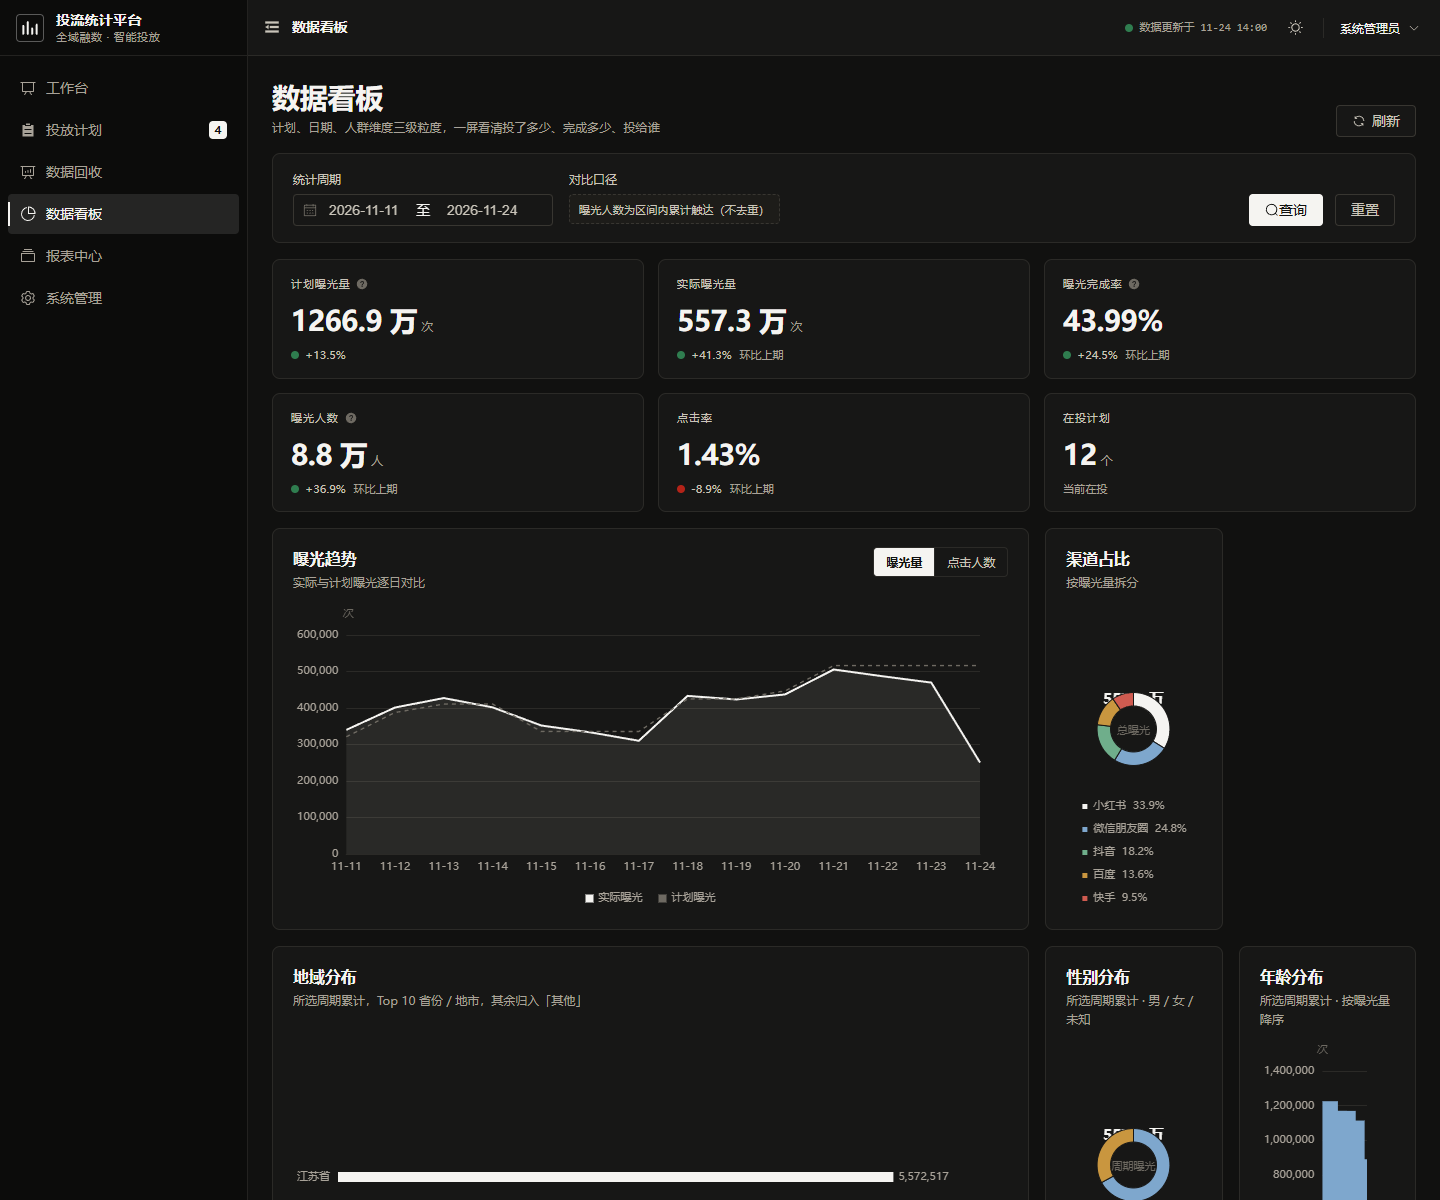 投流统计平台
全域融数 · 智能投放
数据看板
数据更新于 11-24 14:00
系统管理员
工作台
投放计划
4
数据回收
数据看板
报表中心
系统管理
数据看板
计划、日期、人群维度三级粒度，一屏看清投了多少、完成多少、投给谁
刷新
统计周期
2026-11-11 至 2026-11-24
对比口径
曝光人数为区间内累计触达（不去重）
查询
重置
计划曝光量
1266.9 万 次
+13.5%
实际曝光量
557.3 万 次
+41.3% 环比上期
曝光完成率
43.99%
+24.5% 环比上期
曝光人数
8.8 万 人
+36.9% 环比上期
点击率
1.43%
-8.9% 环比上期
在投计划
12 个
当前在投
曝光趋势
实际与计划曝光逐日对比
曝光量
点击人数
次
600,000
500,000
400,000
300,000
200,000
100,000
0
11-11 11-12 11-13 11-14 11-15 11-16 11-17 11-18 11-19 11-20 11-21 11-22 11-23 11-24
实际曝光 计划曝光
渠道占比
按曝光量拆分
总曝光
小红书 33.9%
微信朋友圈 24.8%
抖音 18.2%
百度 13.6%
快手 9.5%
地域分布
所选周期累计，Top 10 省份 / 地市，其余归入「其他」
江苏省 5,572,517
性别分布
所选周期累计 · 男 / 女 /
未知
周期曝光
年龄分布
所选周期累计 · 按曝光量
降序
次
1,400,000
1,200,000
1,000,000
800,000